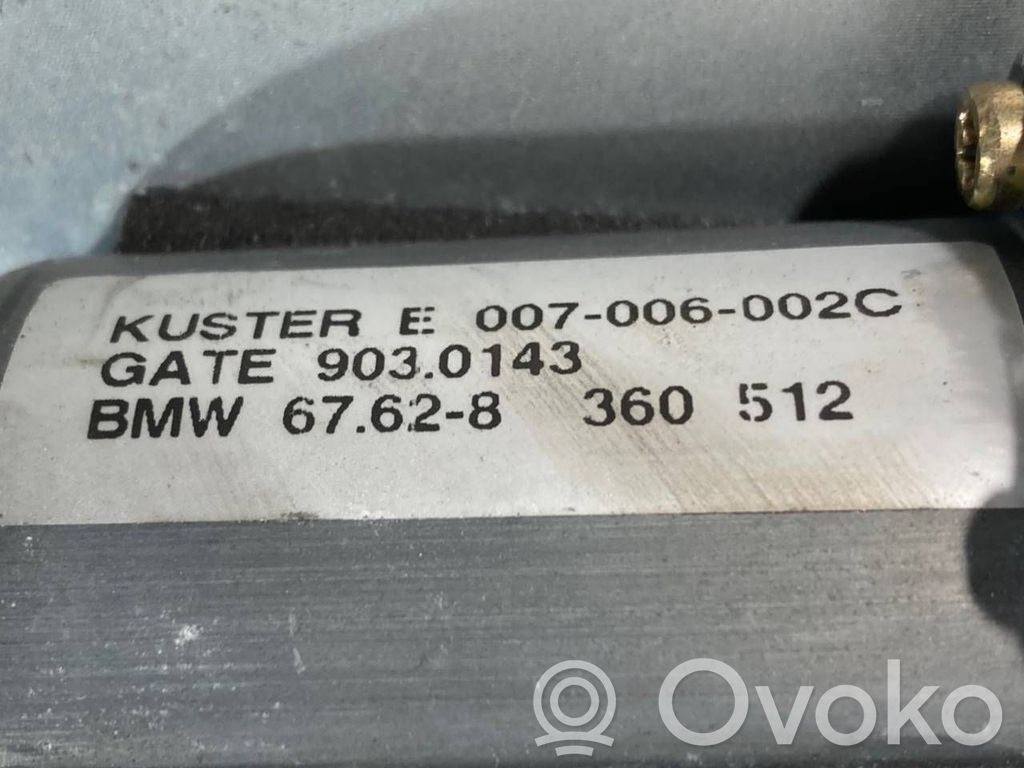 KUSTER E 007-006-002C
GATE 903.0143
BMW 67.62-8 360 512
Ovoko